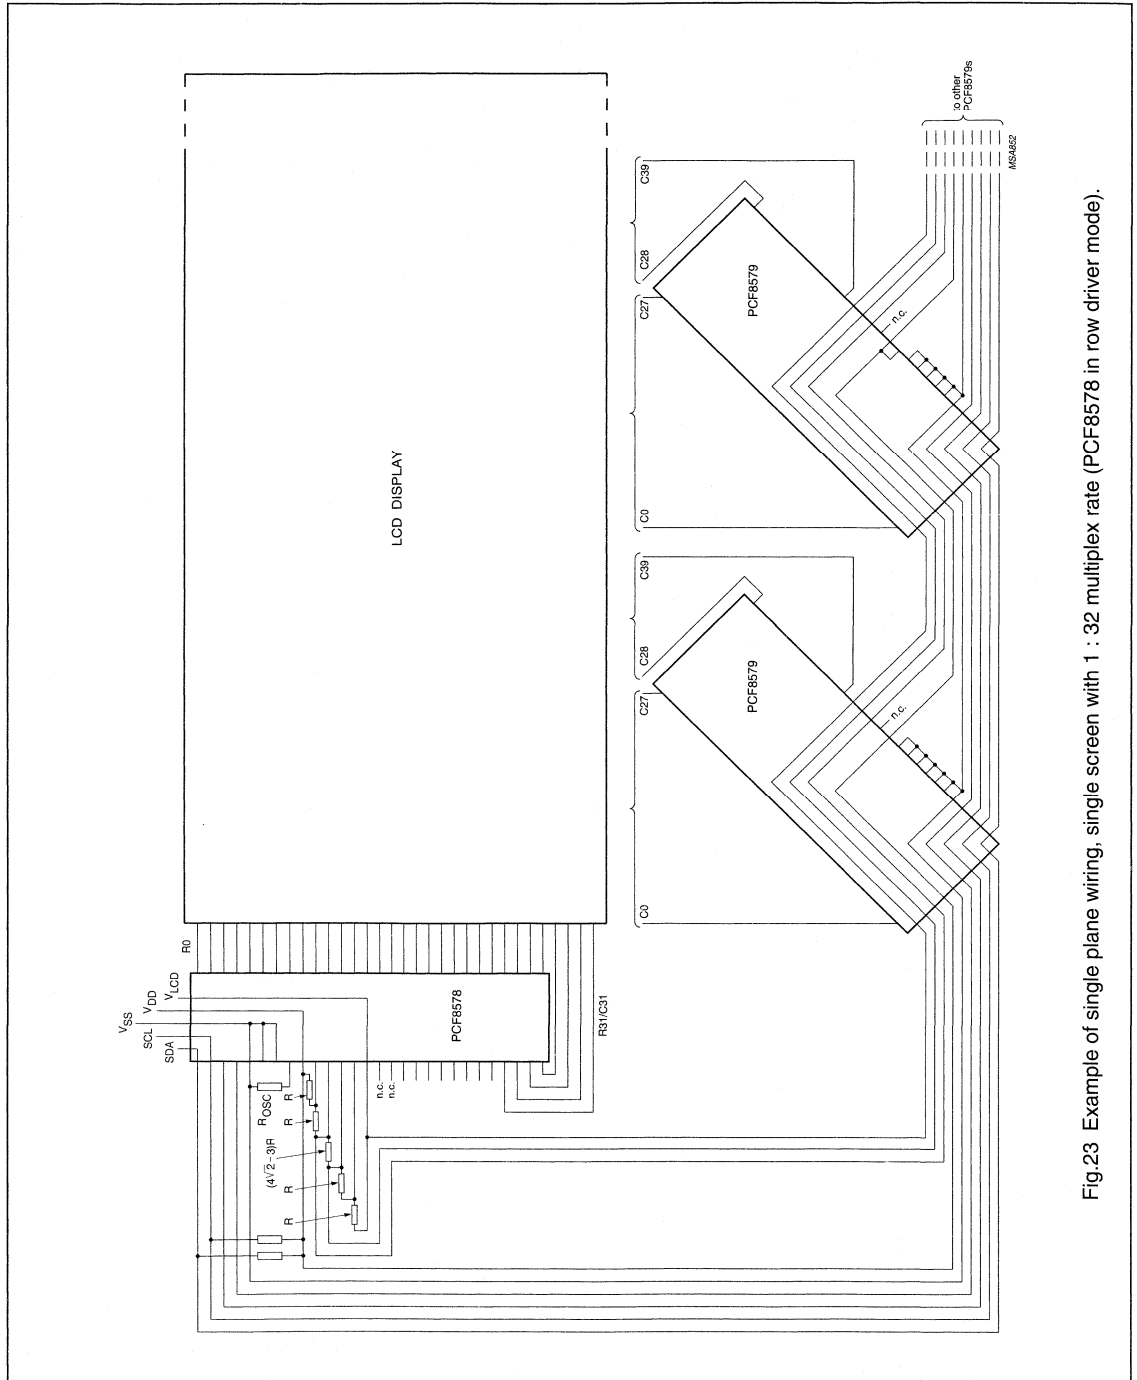 VSS
SCL
SDA
VDD
VLCD
R0
ROSC
R
R
(4√2−3)R
R
R
n.c.
n.c.
PCF8578
R31/C31
LCD DISPLAY
C0
C27
C28
C39
C0
C27
C28
C39
PCF8579
PCF8579
n.c.
n.c.
to other
PCF8579s
MSA852
Fig.23 Example of single plane wiring, single screen with 1 : 32 multiplex rate (PCF8578 in row driver mode).